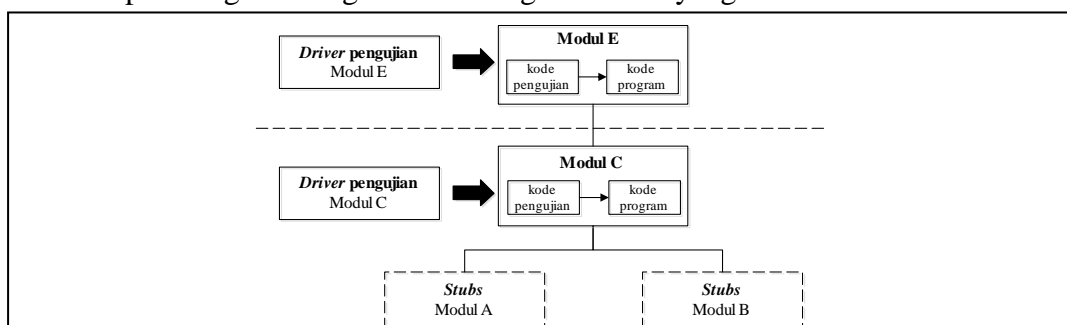 yang
Modul E
Driver pengujian
Modul E
kode
pengujian
kode
program
Modul C
Driver pengujian
Modul C
kode
pengujian
kode
program
Stubs
Modul A
Stubs
Modul B